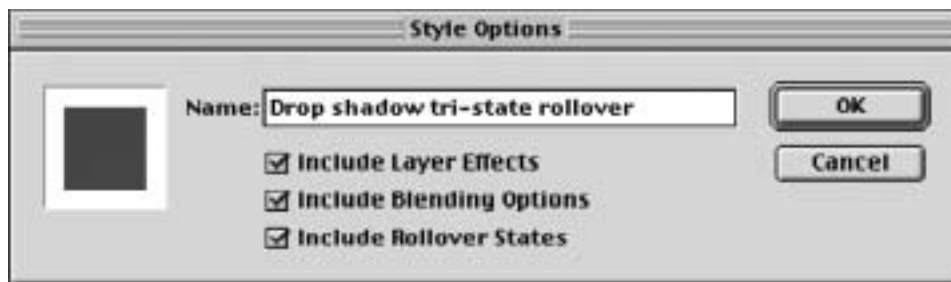 Style Options
Name: Drop shadow tri-state rollover
OK
Include Layer Effects
Cancel
Include Blending Options
Include Rollover States